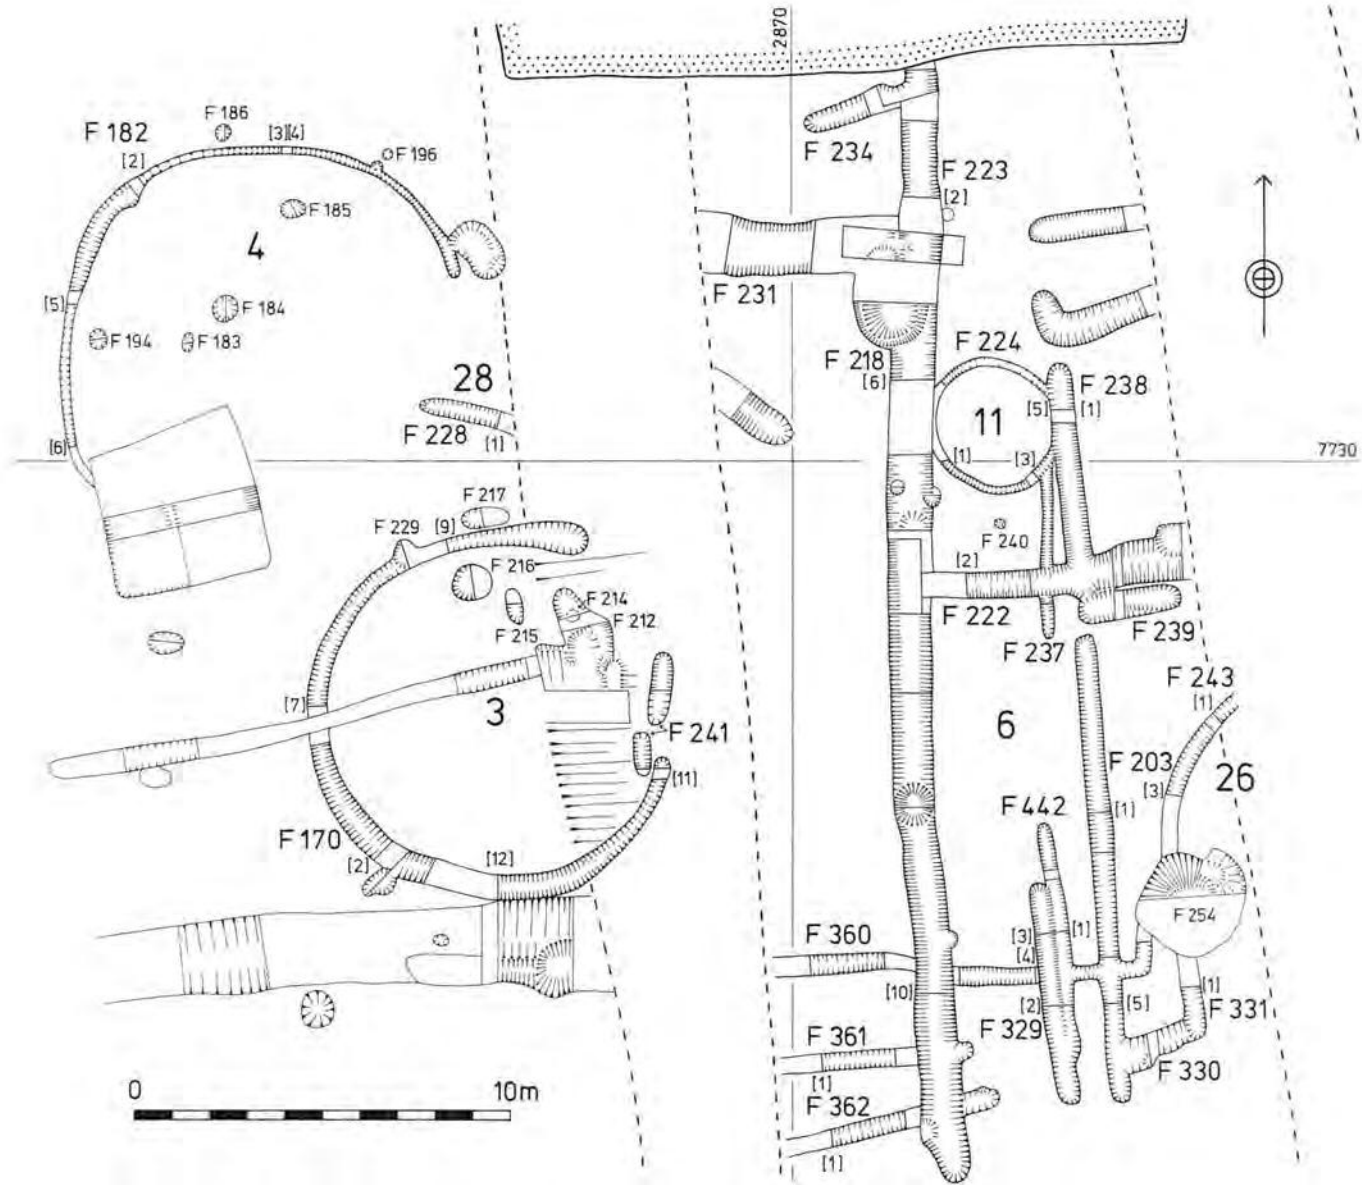 2870
F 186
F 182
[3][4]
[2]
F 196
F 234
F 223
[2]
F 185
4
F 231
[5]
F 184
F 194
F 183
F 218
[6]
F 224
F 238
28
[5]
[1]
11
F 228
[1]
[6]
[1]
[3]
7730
F 217
F 229
[9]
F 240
F 216
[2]
F 214
F 215
F 212
F 222
F 239
F 237
F 243
[1]
[7]
3
6
F 241
F 203
26
[11]
[3]
F 442
[1]
F 170
[2]
[12]
F 254
F 360
[3]
[1]
[4]
[10]
[2]
[5]
[1]
F 329
F 331
F 361
[1]
F 330
0
10m
F 362
[1]